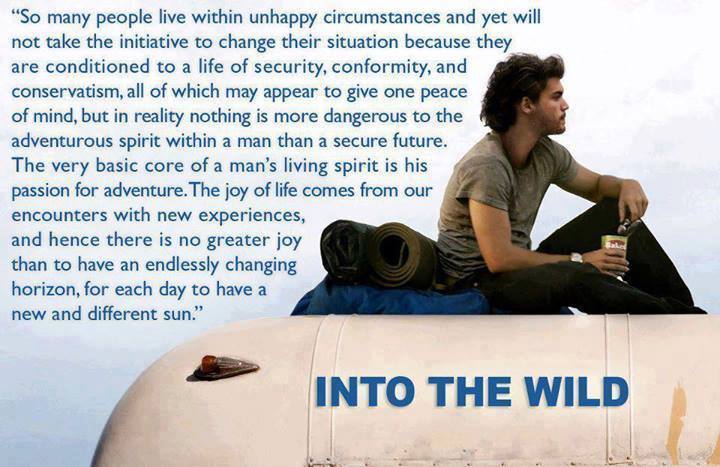 “So many people live within unhappy circumstances and yet will
not take the initiative to change their situation because they
are conditioned to a life of security, conformity, and
conservatism, all of which may appear to give one peace
of mind, but in reality nothing is more dangerous to the
adventurous spirit within a man than a secure future.
The very basic core of a man’s living spirit is his
passion for adventure. The joy of life comes from our
encounters with new experiences,
and hence there is no greater joy
than to have an endlessly changing
horizon, for each day to have a
new and different sun.”
INTO THE WILD